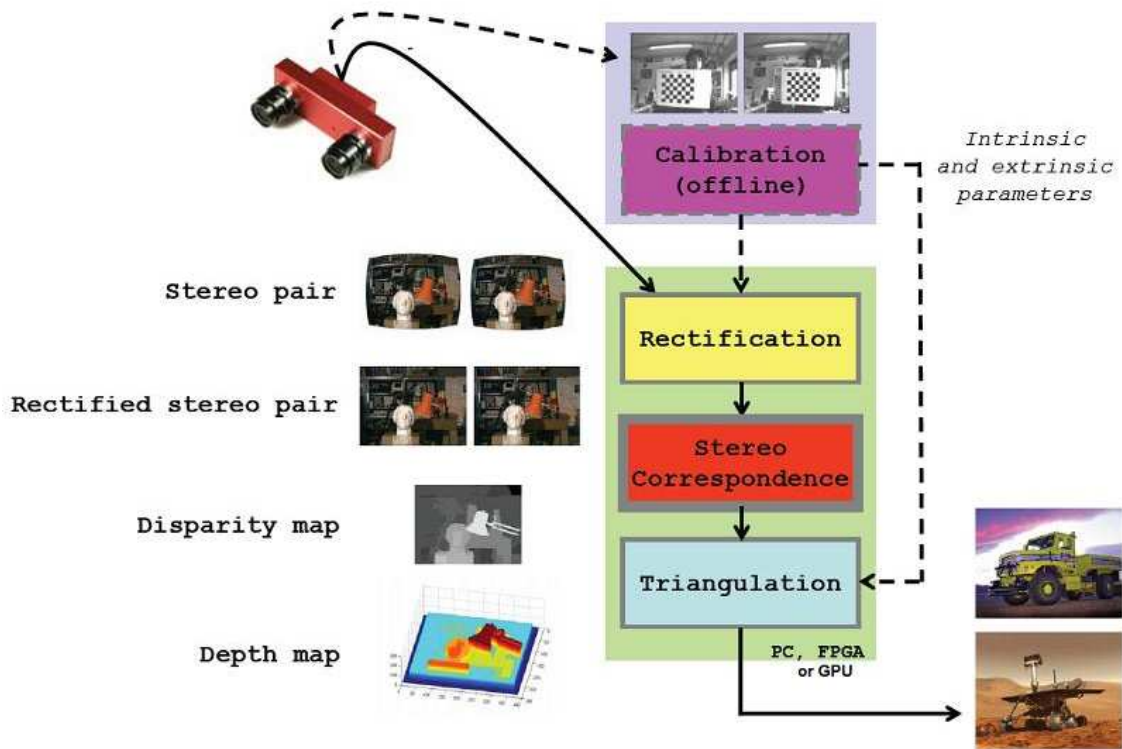 Calibration
(offline)
Intrinsic
and extrinsic
parameters
Stereo pair
Rectification
Rectified stereo pair
Stereo
Correspondence
Disparity map
Triangulation
Depth map
PC, FPGA
or GPU